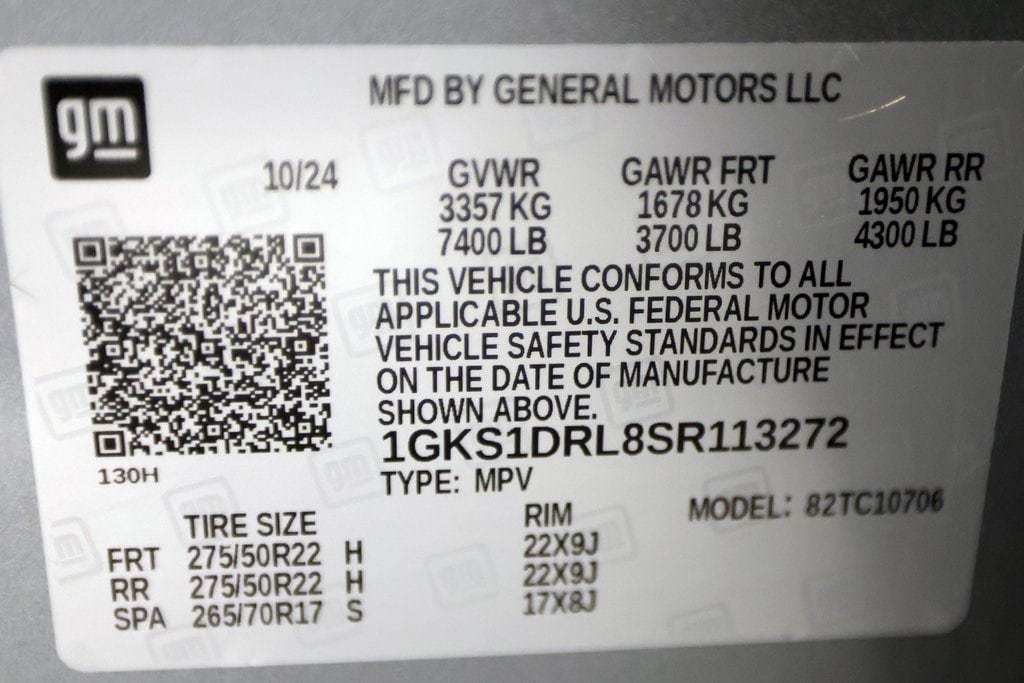 gm
MFD BY GENERAL MOTORS LLC
10/24 GVWR GAWR FRT GAWR RR
3357 KG 1678 KG 1950 KG
7400 LB 3700 LB 4300 LB
THIS VEHICLE CONFORMS TO ALL
APPLICABLE U.S. FEDERAL MOTOR
VEHICLE SAFETY STANDARDS IN EFFECT
ON THE DATE OF MANUFACTURE
SHOWN ABOVE.
1GKS1DRL8SR113272
130H
TYPE: MPV
MODEL: 82TC10706
TIRE SIZE RIM
FRT 275/50R22 H 22X9J
RR 275/50R22 H 22X9J
SPA 265/70R17 S 17X8J